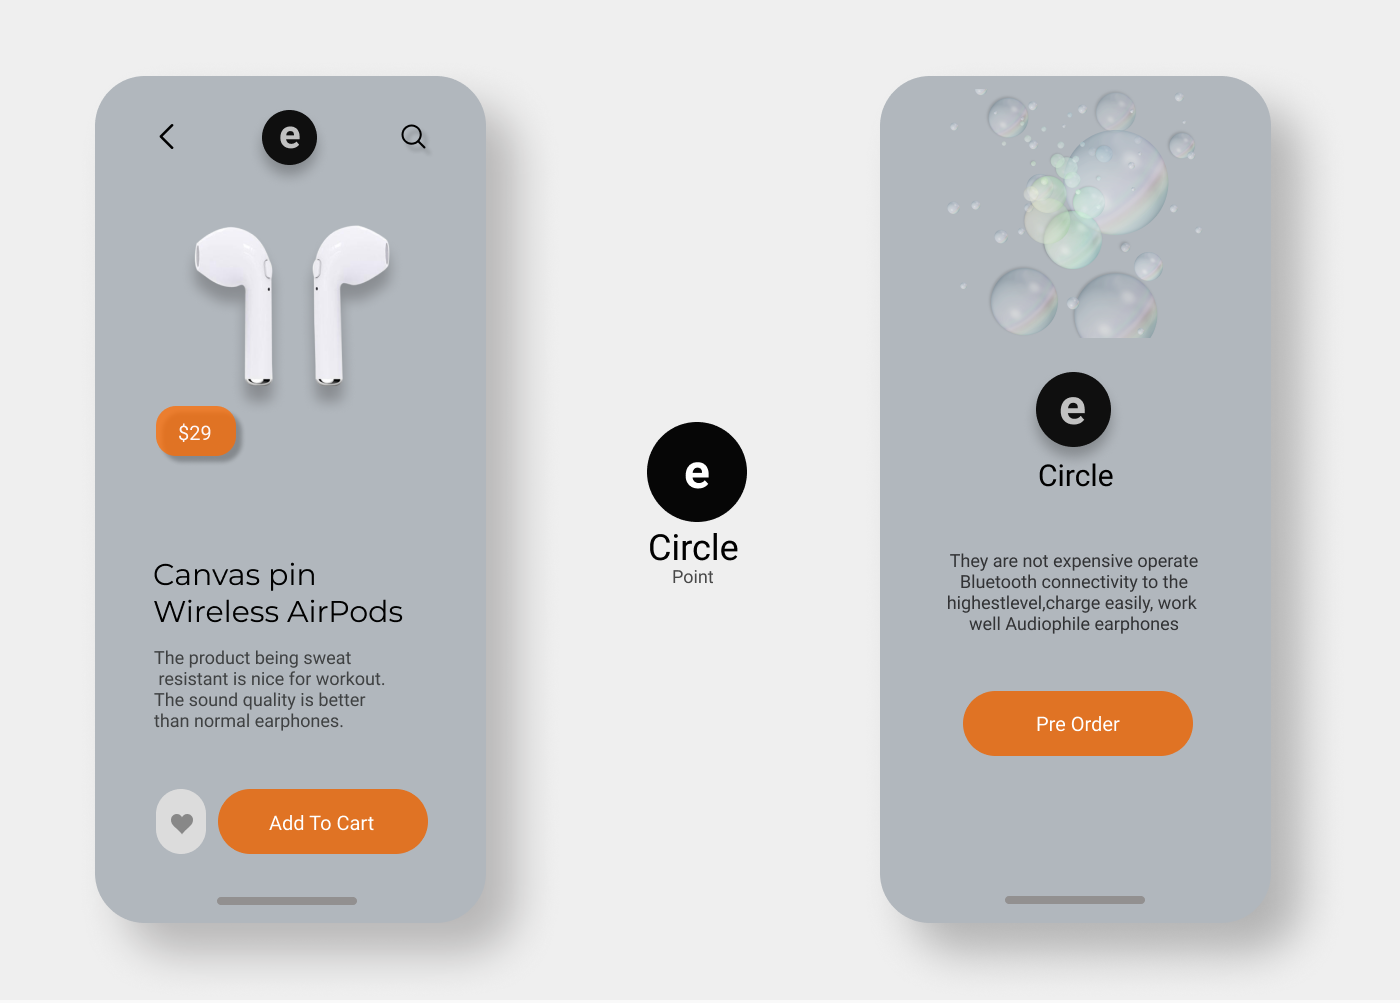 e
$29
Canvas pin
Wireless AirPods
The product being sweat
resistant is nice for workout.
The sound quality is better
than normal earphones.
Add To Cart
e
Circle
Point
e
Circle
They are not expensive operate
Bluetooth connectivity to the
highestlevel,charge easily, work
well Audiophile earphones
Pre Order